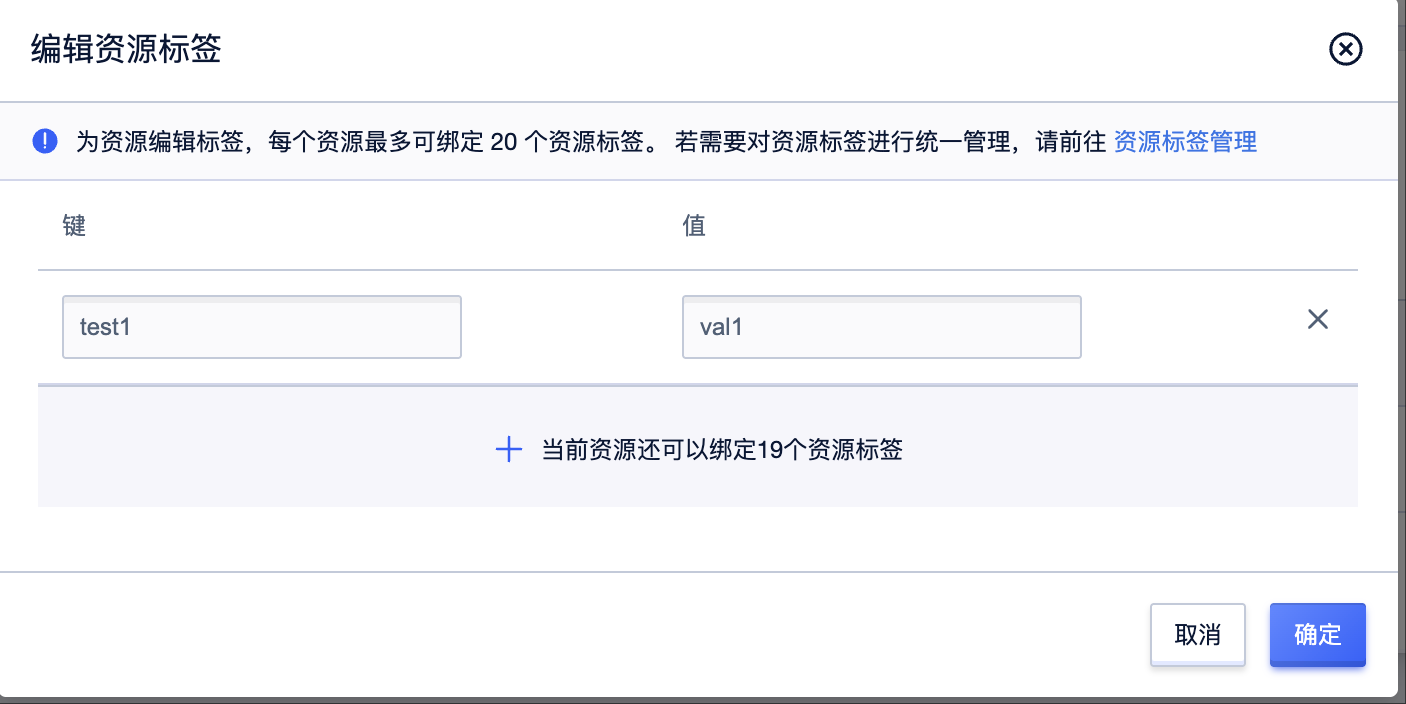 编辑资源标签
为资源编辑标签，每个资源最多可绑定 20 个资源标签。 若需要对资源标签进行统一管理，请前往 资源标签管理
键 值
test1 val1
当前资源还可以绑定19个资源标签
取消 确定